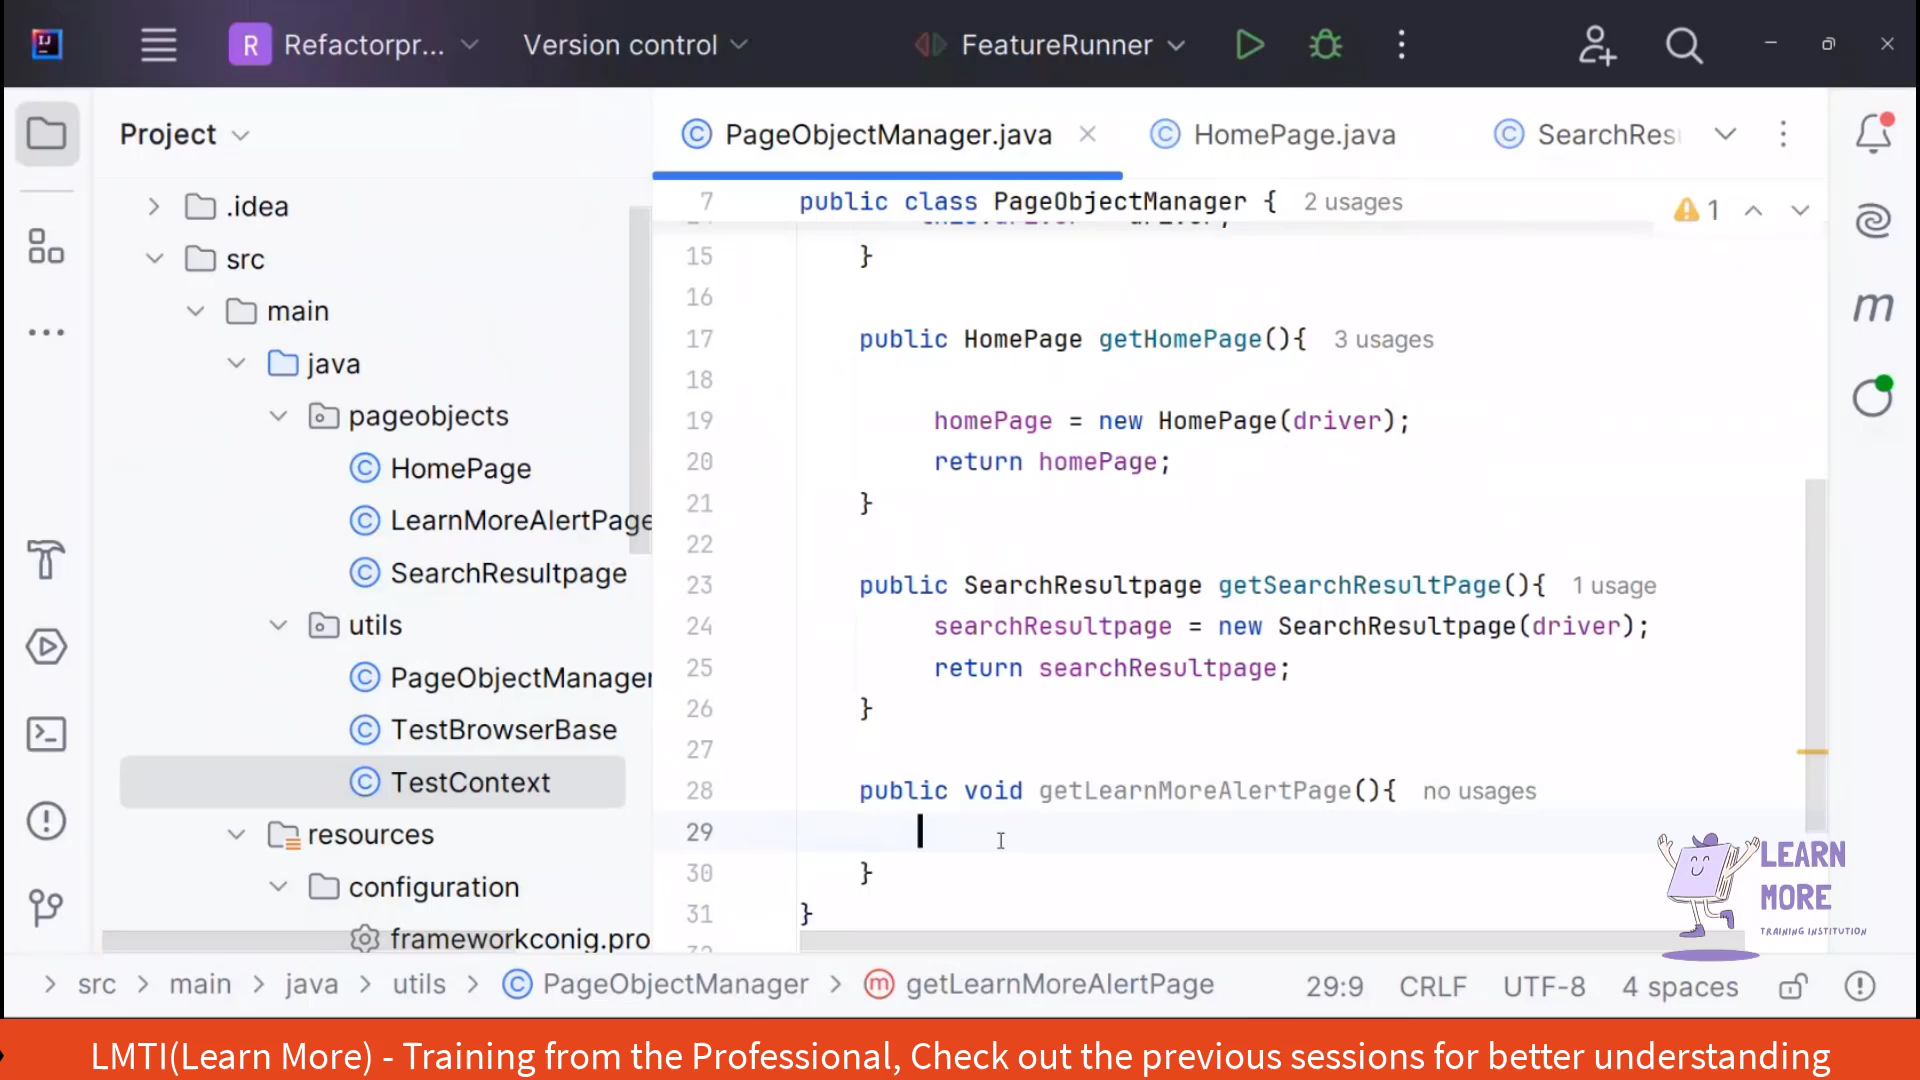 R Refactorpr... Version control FeatureRunner
Project
PageObjectManager.java HomePage.java SearchRes
.idea
src
main
java
pageobjects
HomePage
LearnMoreAlertPage
SearchResultpage
utils
PageObjectManager
TestBrowserBase
TestContext
resources
configuration
frameworkconig.pro
7 public class PageObjectManager { 2 usages
1
15 }
16
17 public HomePage getHomePage(){ 3 usages
18
19 homePage = new HomePage(driver);
20 return homePage;
21 }
22
23 public SearchResultpage getSearchResultPage(){ 1 usage
24 searchResultpage = new SearchResultpage(driver);
25 return searchResultpage;
26 }
27
28 public void getLearnMoreAlertPage(){ no usages
29
30 }
31 }
LEARN
MORE
TRAINING INSTITUTION
> src > main > java > utils > PageObjectManager > getLearnMoreAlertPage 29:9 CRLF UTF-8 4 spaces
LMTI(Learn More) - Training from the Professional, Check out the previous sessions for better understanding